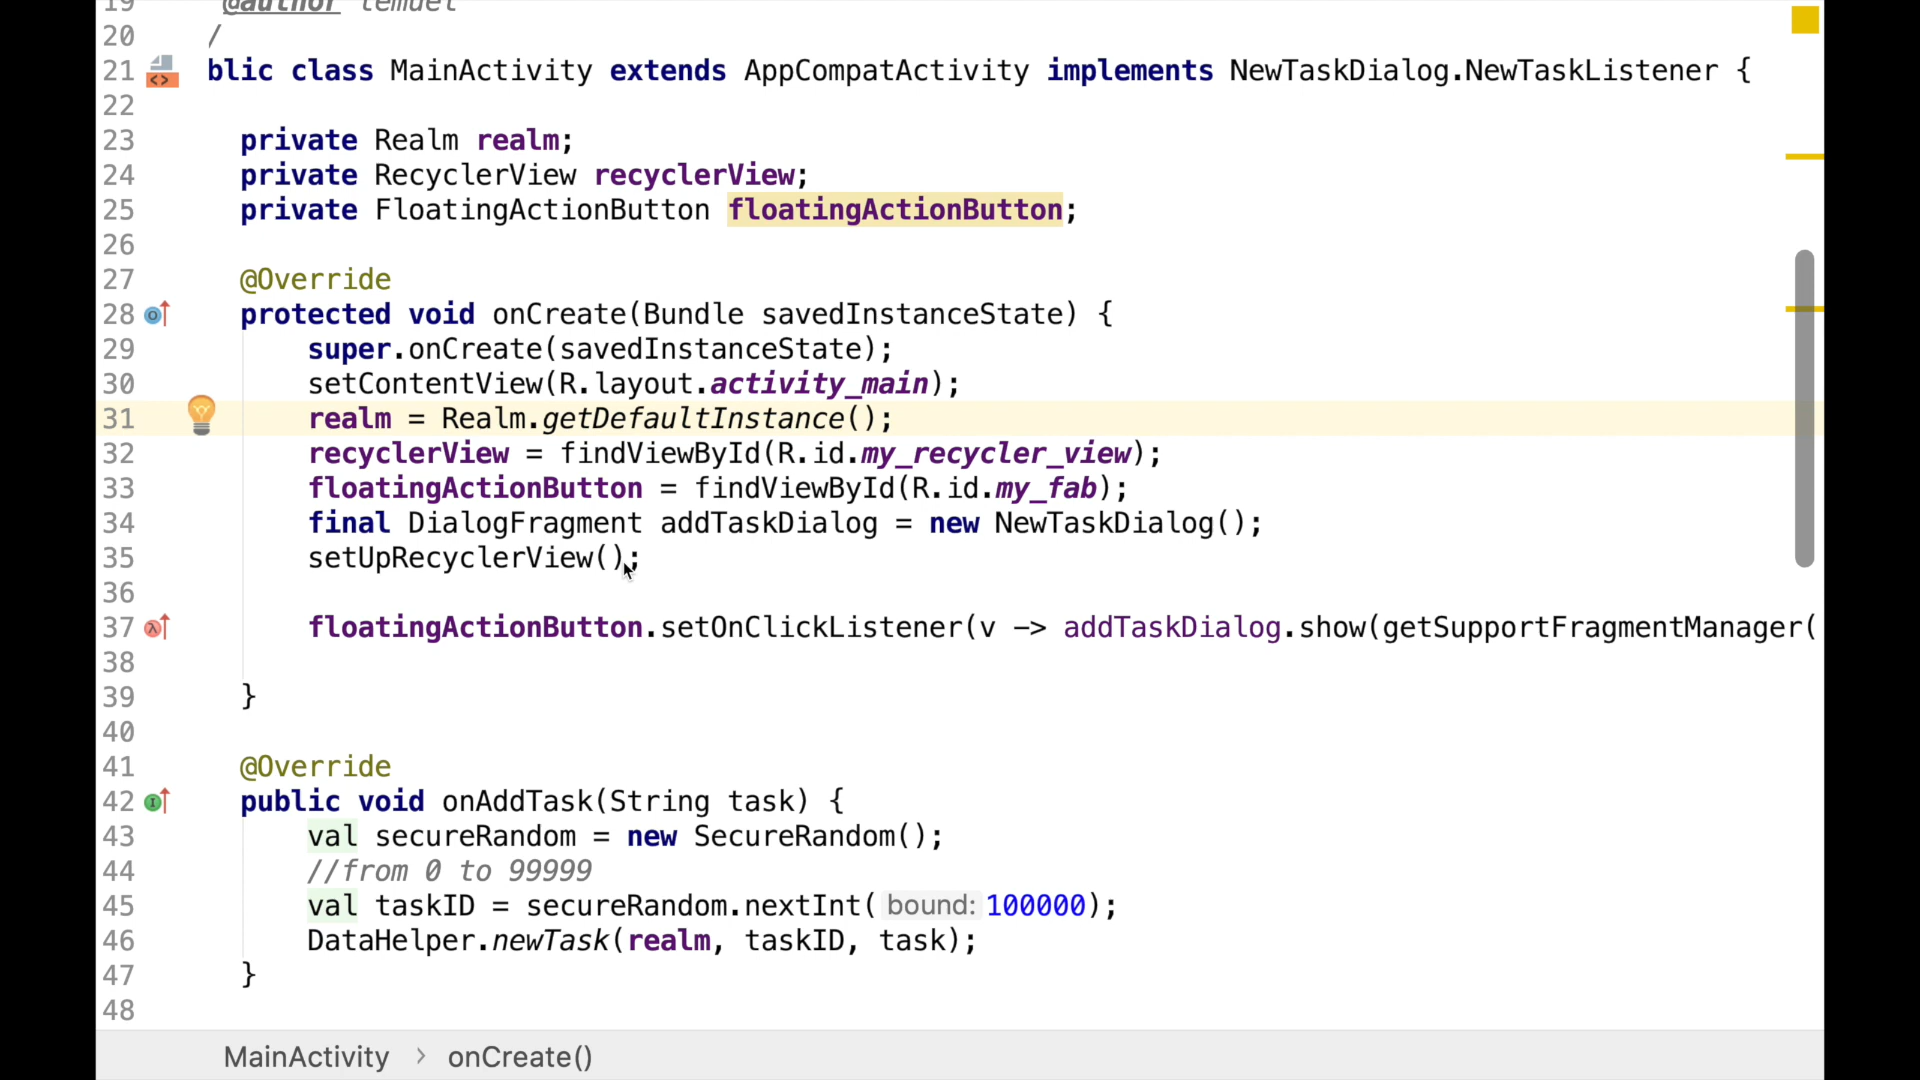 19 @author lemuel
20 /
21 blic class MainActivity extends AppCompatActivity implements NewTaskDialog.NewTaskListener {
22
23 private Realm realm;
24 private RecyclerView recyclerView;
25 private FloatingActionButton floatingActionButton;
26
27 @Override
28 protected void onCreate(Bundle savedInstanceState) {
29 super.onCreate(savedInstanceState);
30 setContentView(R.layout.activity_main);
31 realm = Realm.getDefaultInstance();
32 recyclerView = findViewById(R.id.my_recycler_view);
33 floatingActionButton = findViewById(R.id.my_fab);
34 final DialogFragment addTaskDialog = new NewTaskDialog();
35 setUpRecyclerView();
36
37 floatingActionButton.setOnClickListener(v -> addTaskDialog.show(getSupportFragmentManager(
38
39 }
40
41 @Override
42 public void onAddTask(String task) {
43 val secureRandom = new SecureRandom();
44 //from 0 to 99999
45 val taskID = secureRandom.nextInt( bound: 100000);
46 DataHelper.newTask(realm, taskID, task);
47 }
48
MainActivity > onCreate()